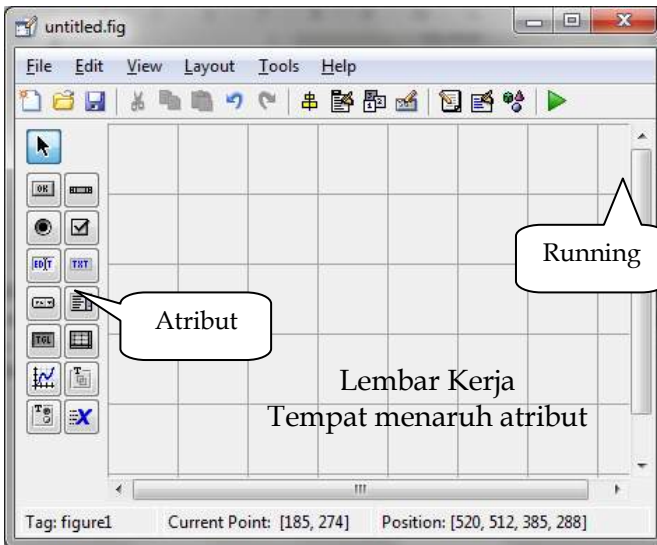 untitled.fig
File Edit View Layout Tools Help
OK
EDIT TXT
TGL
Running
Atribut
Lembar Kerja
Tempat menaruh atribut
Tag: figure1 Current Point: [185, 274] Position: [520, 512, 385, 288]